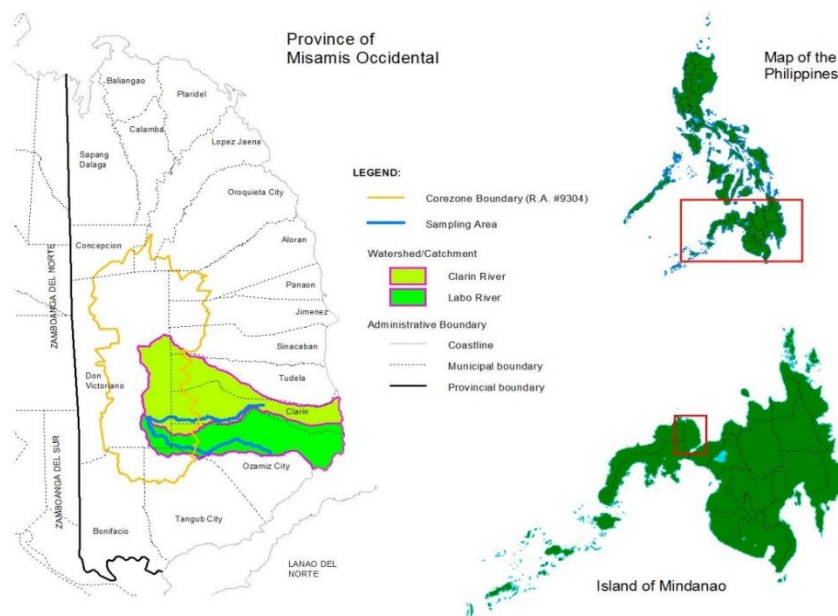 Province of
Misamis Occidental
Map of the
Philippines
Baliangao
Plaridel
Calamba
Lopez Jaena
Sapang
Dalaga
Oroquieta City
Concepcion
Aloran
Panaon
Jimenez
Sinacaban
Don
Victoriano
Tudela
Clarin
Ozamiz City
Tangub City
Bonifacio
LANAO DEL
NORTE
ZAMBOANGA DEL NORTE
ZAMBOANGA DEL SUR
LEGEND:
Corezone Boundary (R.A. #9304)
Sampling Area
Watershed/Catchment
Clarin River
Labo River
Administrative Boundary
Coastline
Municipal boundary
Provincial boundary
Island of Mindanao